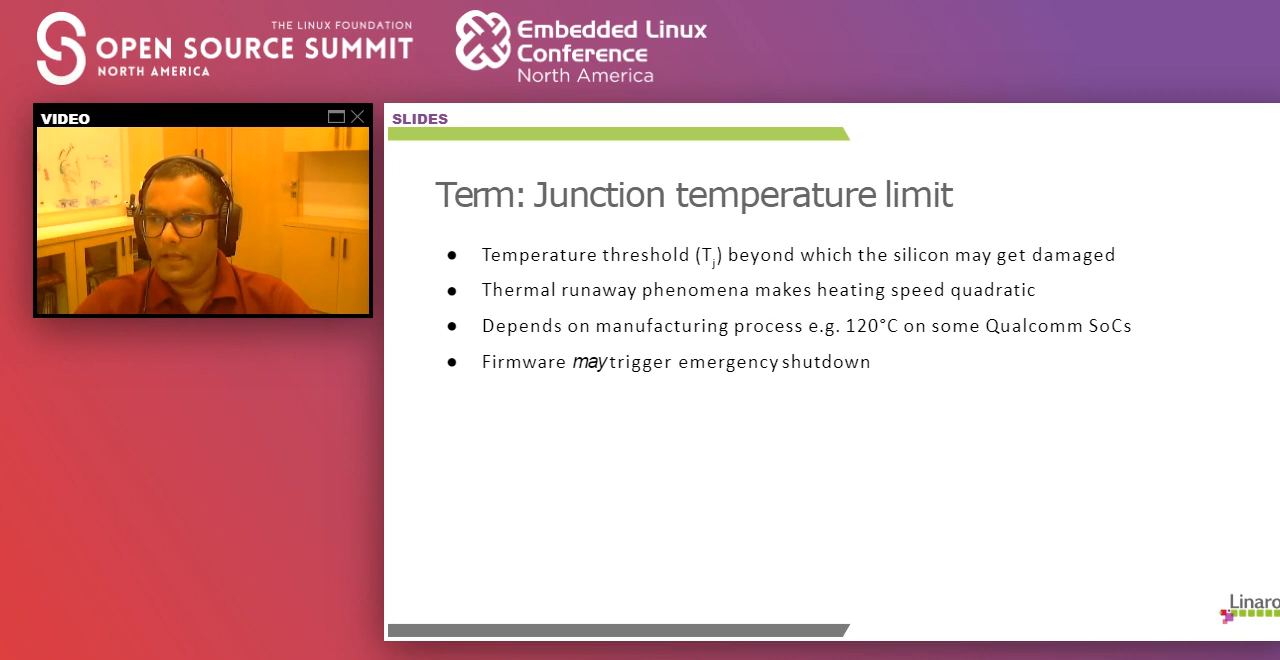 THE LINUX FOUNDATION
OPEN SOURCE SUMMIT
NORTH AMERICA
Embedded Linux
Conference
North America
VIDEO
SLIDES
Term: Junction temperature limit
● Temperature threshold (Tj) beyond which the silicon may get damaged
● Thermal runaway phenomena makes heating speed quadratic
● Depends on manufacturing process e.g. 120°C on some Qualcomm SoCs
● Firmware may trigger emergency shutdown
Linaro